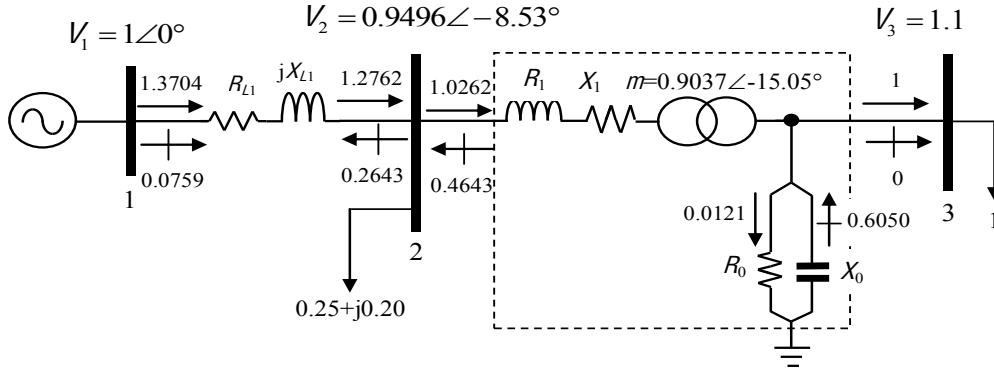 V₁ = 1∠0°
V₂ = 0.9496∠−8.53°
V₃ = 1.1
1.3704
R_L1
jX_L1
1.2762
1.0262
R₁
X₁
m=0.9037∠-15.05°
1
0.0759
0.2643
0.4643
0
1
2
3
0.25+j0.20
0.0121
0.6050
R₀
X₀